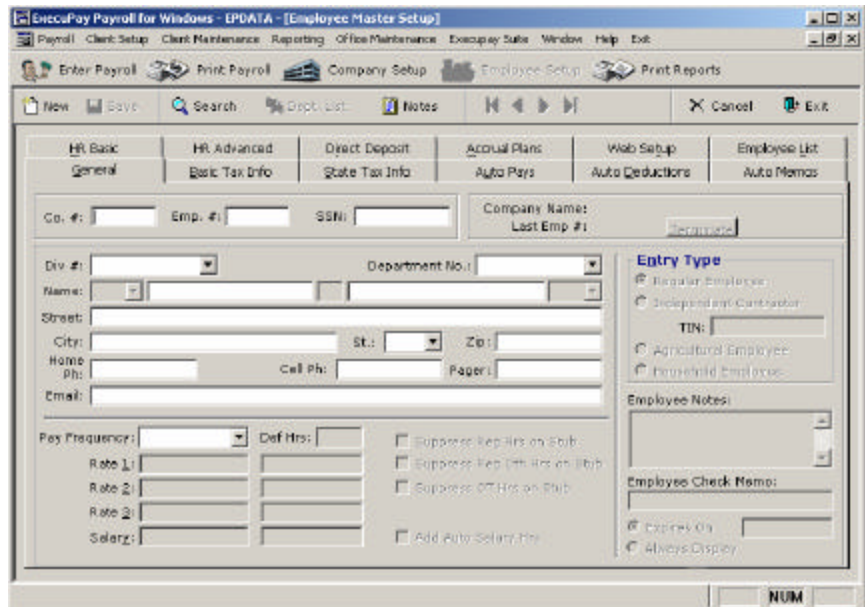 ExecuPay Payroll for Windows - EPDATA - [Employee Master Setup]
Payroll Client Setup Client Maintenance Reporting Office Maintenance Execupay Suite Window Help Exit
Enter Payroll Print Payroll Company Setup Employee Setup Print Reports
New Save Search Dept. List Notes Cancel Exit
HR Basic HR Advanced Direct Deposit Accrual Plans Web Setup Employee List
General Basic Tax Info State Tax Info Auto Pays Auto Deductions Auto Memos
Co. #: Emp. #: SSN: Company Name:
Last Emp #: Terminate
Div #: Department No.: Entry Type
Name: Regular Employee
Independent Contractor
Street: TIN:
City: St.: Zip: Agricultural Employee
Home Ph: Cell Ph: Pager: Household Employee
Email: Employee Notes:
Pay Frequency: Def Hrs: Suppress Reg Hrs on Stub
Rate 1: Suppress Reg Oth Hrs on Stub
Rate 2: Suppress OT Hrs on Stub Employee Check Memo:
Rate 3:
Salary: Add Auto Salary Hrs Expires On
Always Display
NUM